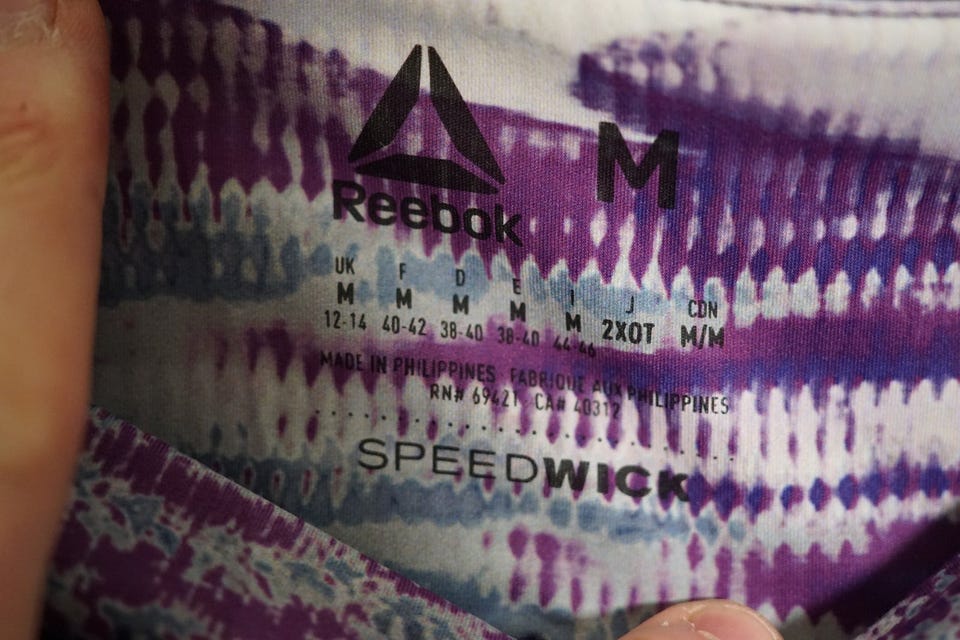 M
Reebok
UK F D E I J CDN
M M M M M 2XOT M/M
12-14 40-42 38-40 38-40 44-46
MADE IN PHILIPPINES FABRIQUE AUX PHILIPPINES
RN# 69421 CA# 40312
SPEEDWICK